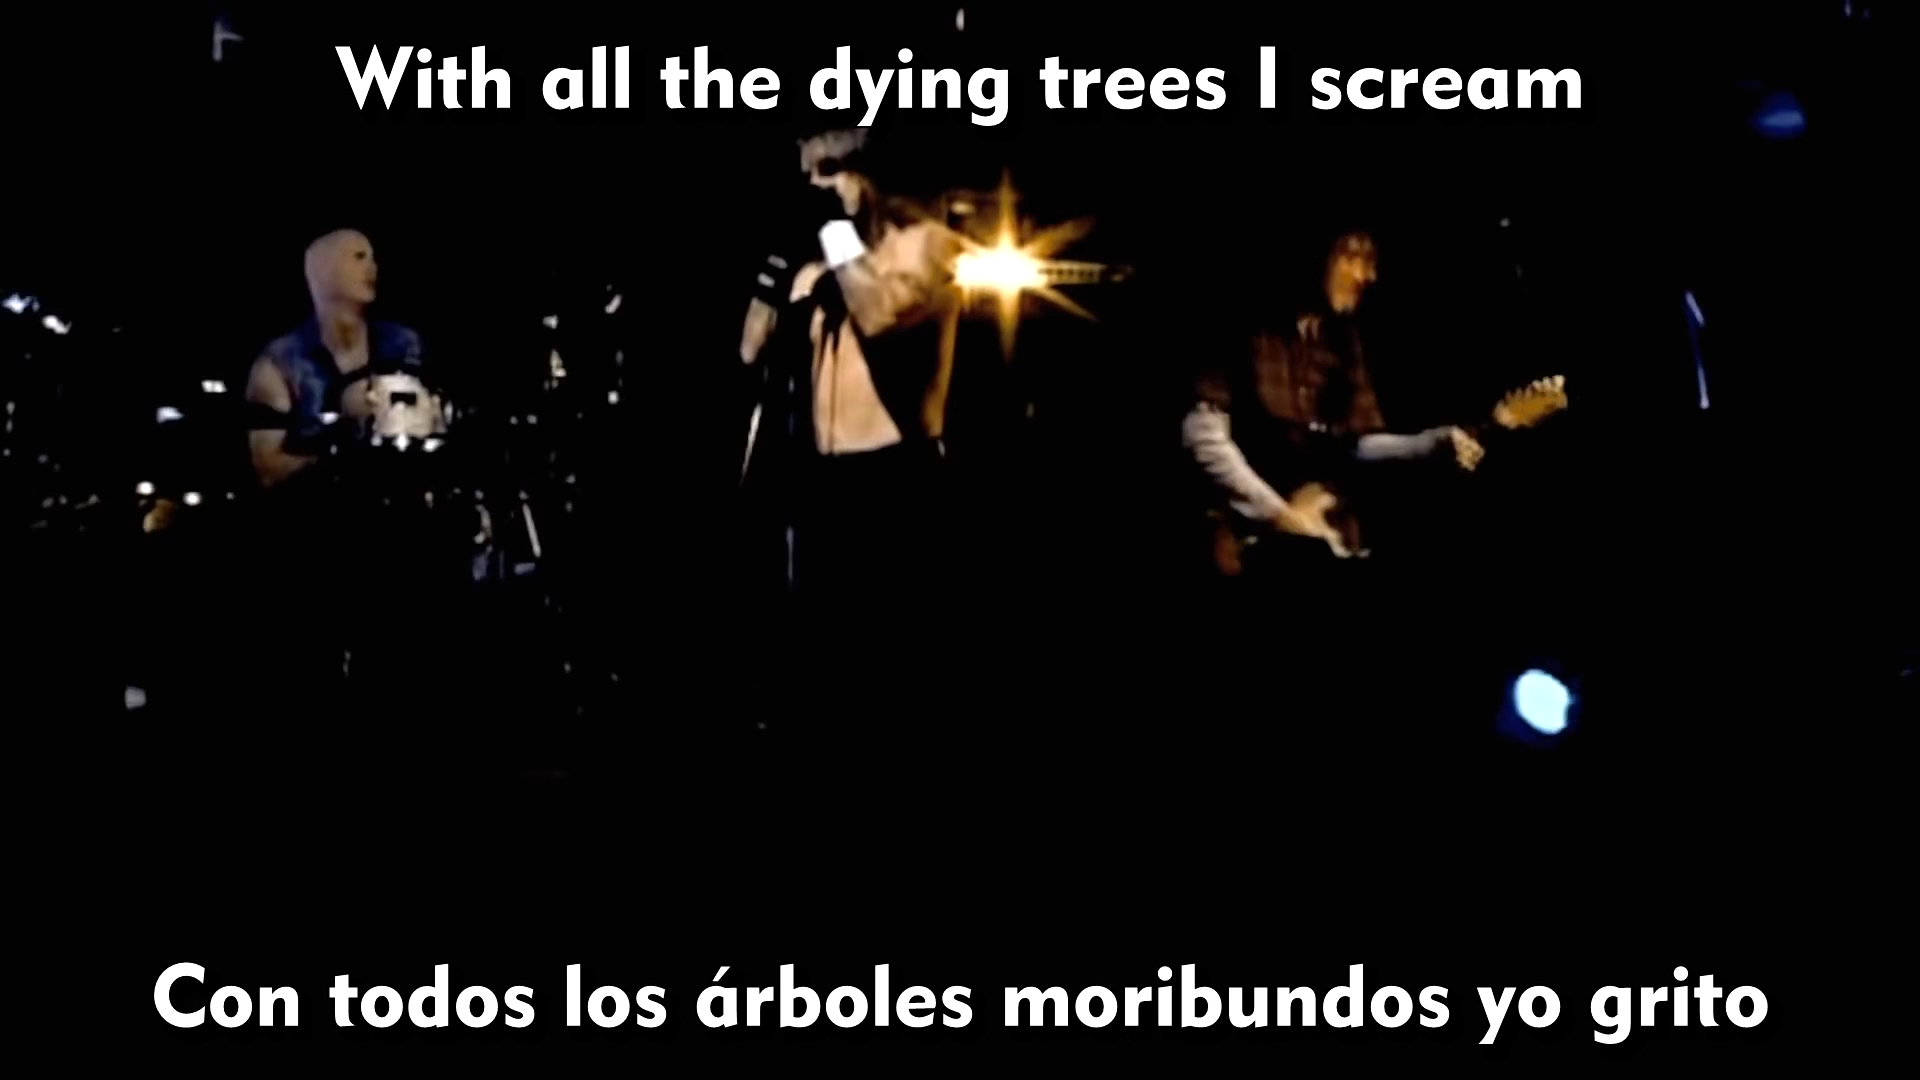 With all the dying trees I scream
Con todos los árboles moribundos yo grito